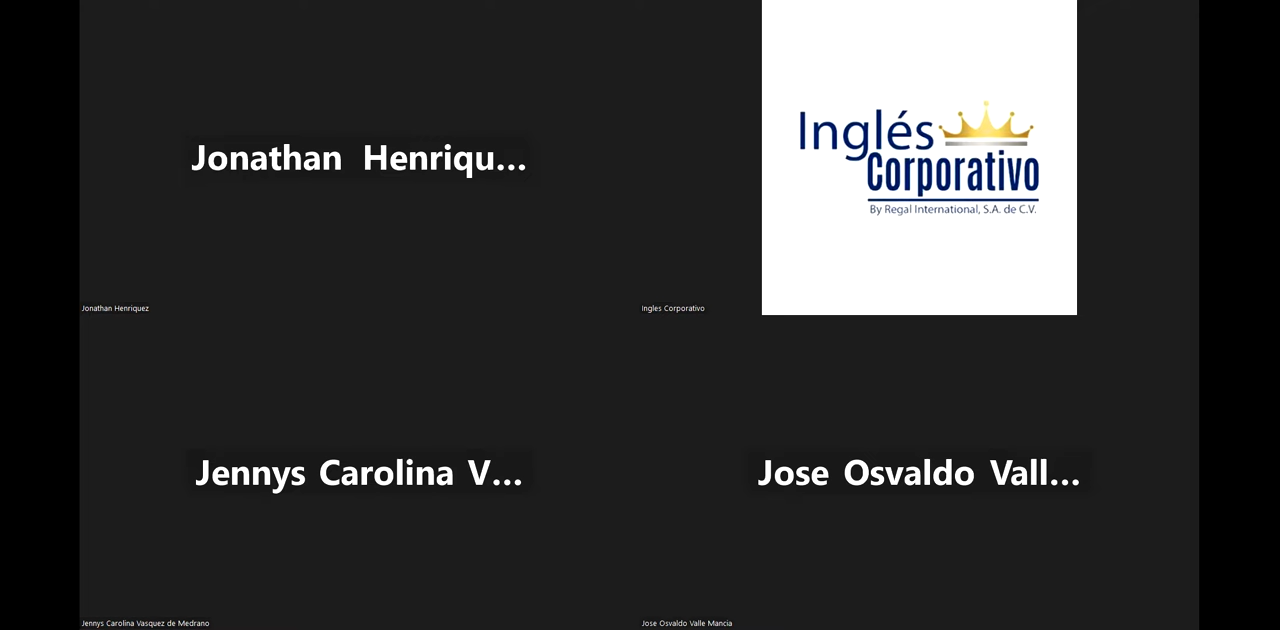 Jonathan Henriqu...
Jonathan Henriquez
Inglés
Corporativo
By Regal International, S.A. de C.V.
Ingles Corporativo
Jennys Carolina V...
Jennys Carolina Vasquez de Medrano
Jose Osvaldo Vall...
Jose Osvaldo Valle Mancia